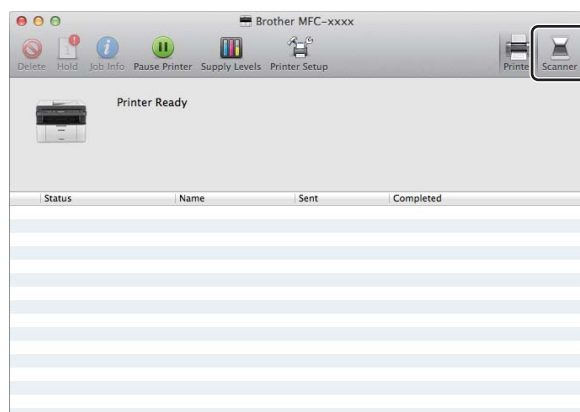 Brother MFC-xxxx
Delete Hold Job Info Pause Printer Supply Levels Printer Setup Printe Scanner
Printer Ready
Status Name Sent Completed